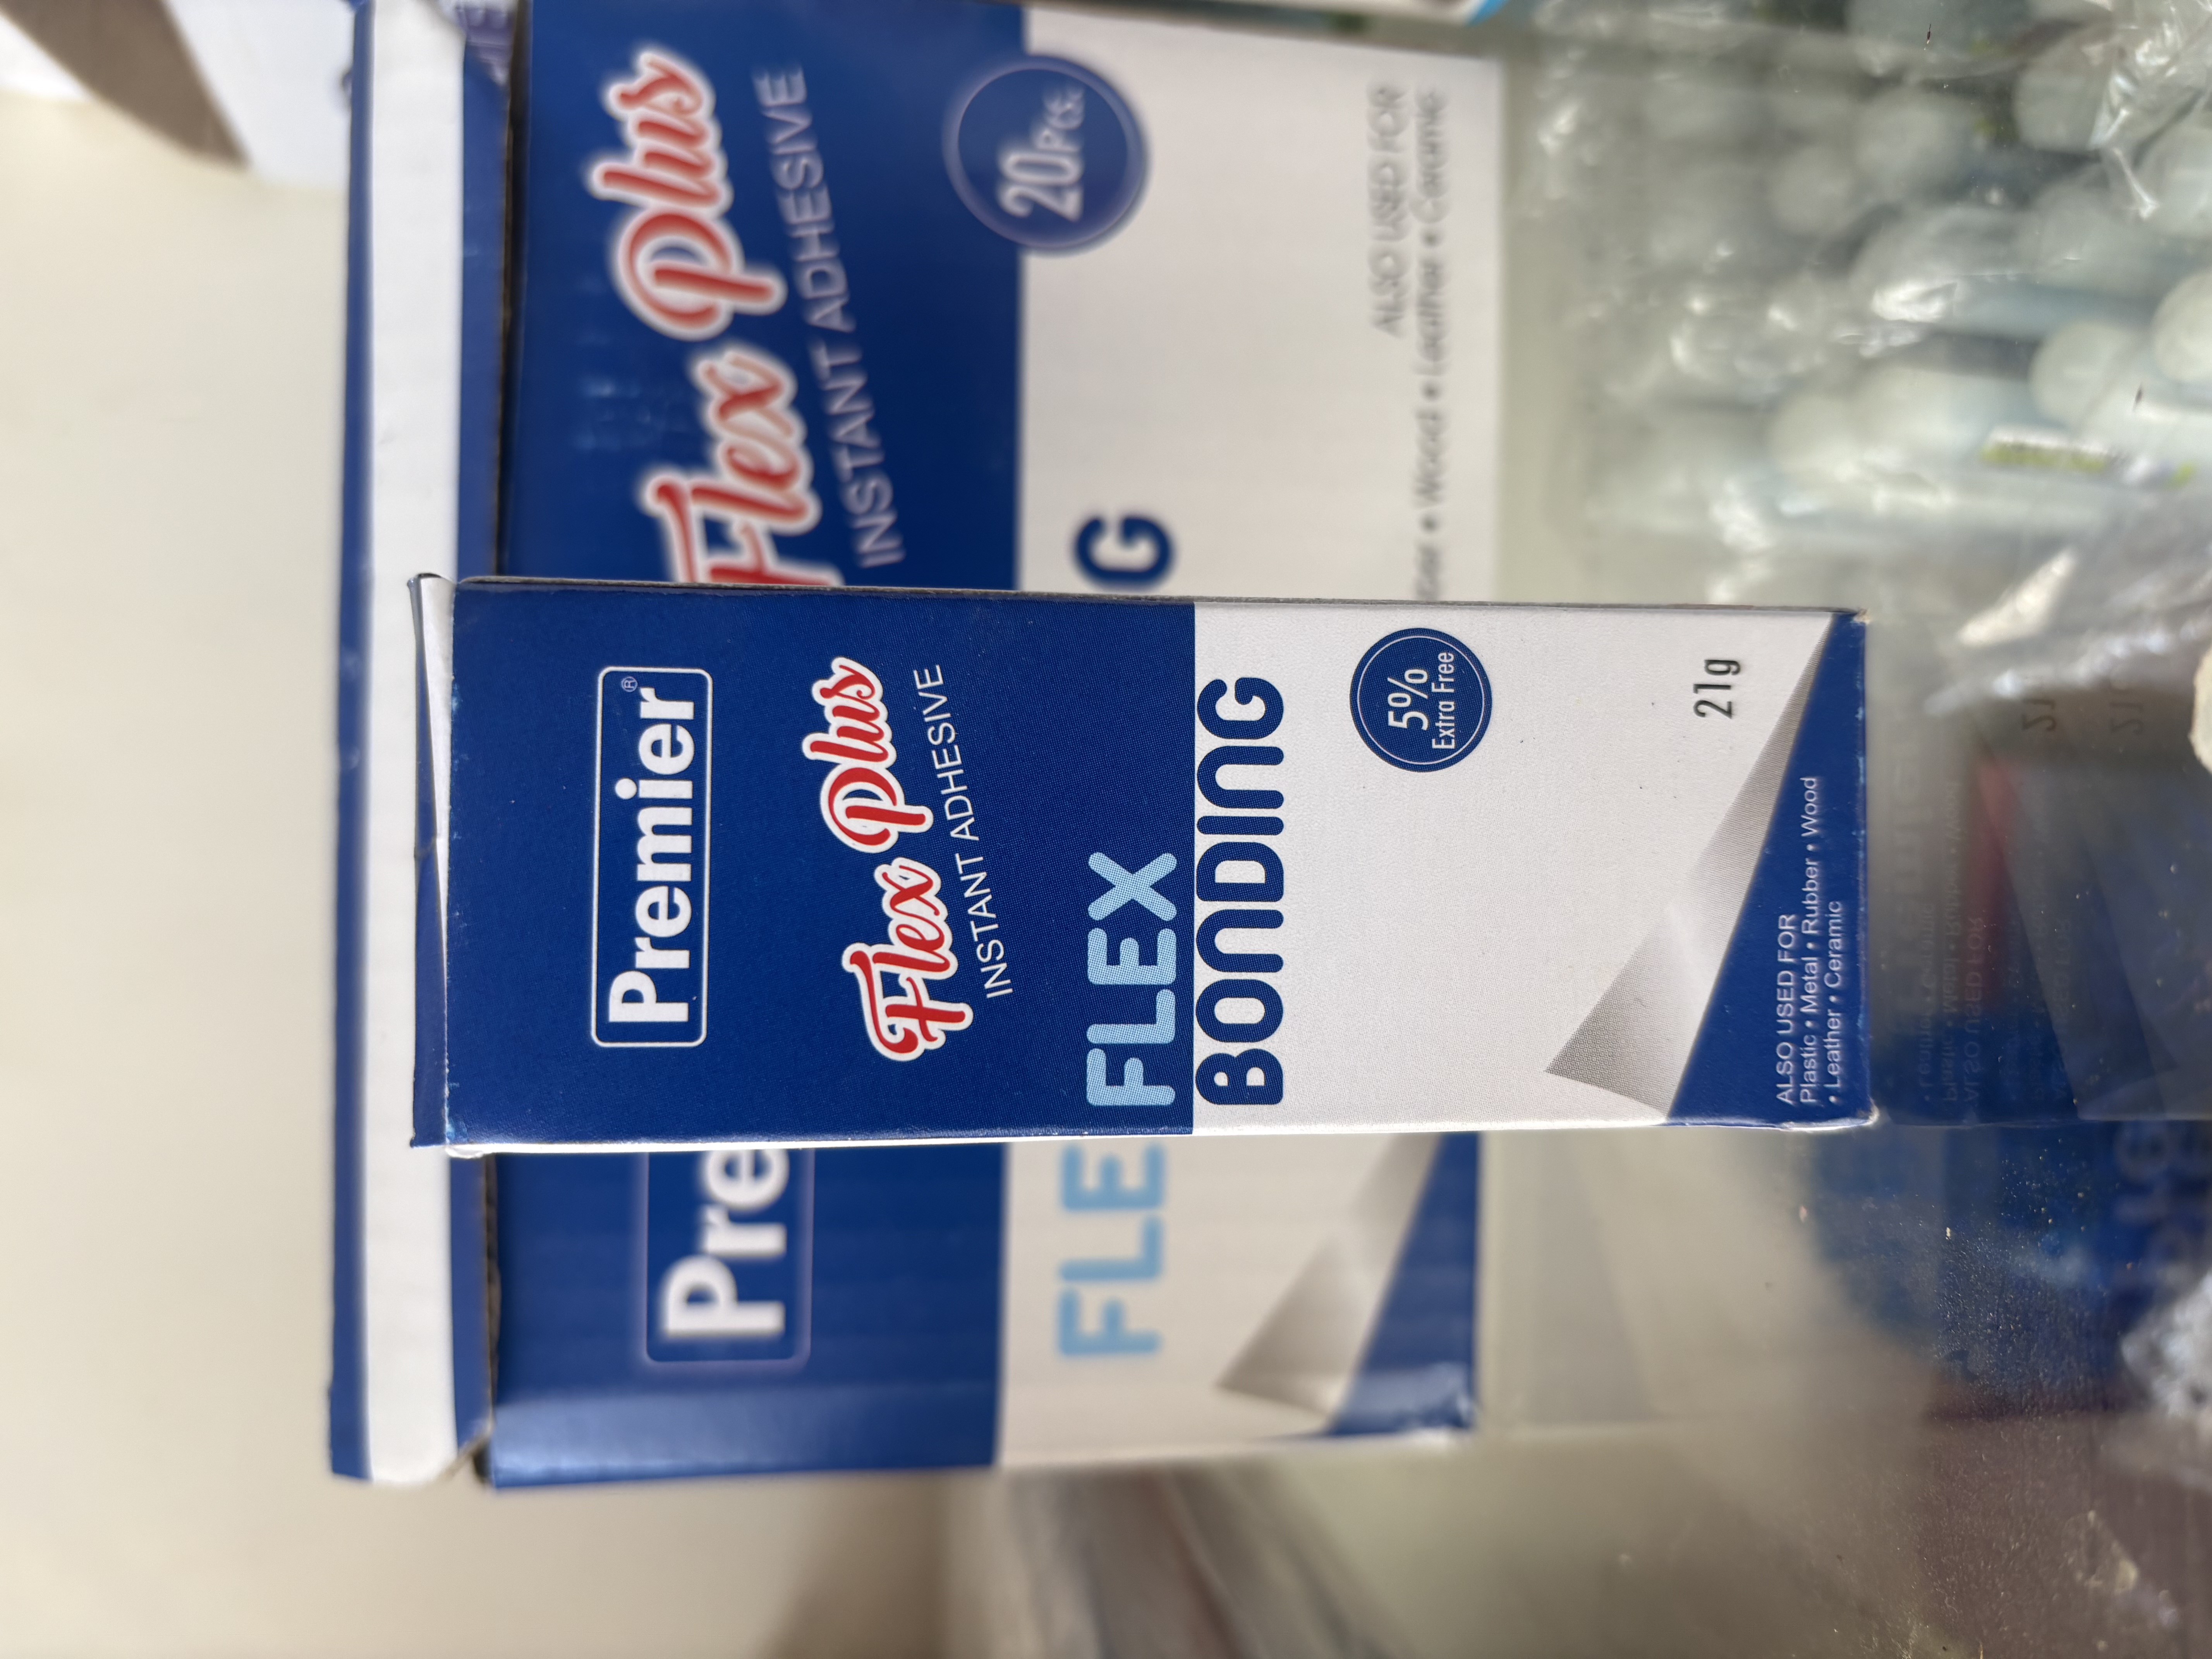 Premier®
Flex Plus
INSTANT ADHESIVE
FLEX
BONDING
5%
Extra Free
21g
ALSO USED FOR
Plastic • Metal • Rubber • Wood
• Leather • Ceramic
Pre
Flex Plus
INSTANT ADHESIVE
20Pcs.
FLE
G
ALSO USED FOR
• Wood • Leather • Ceramic